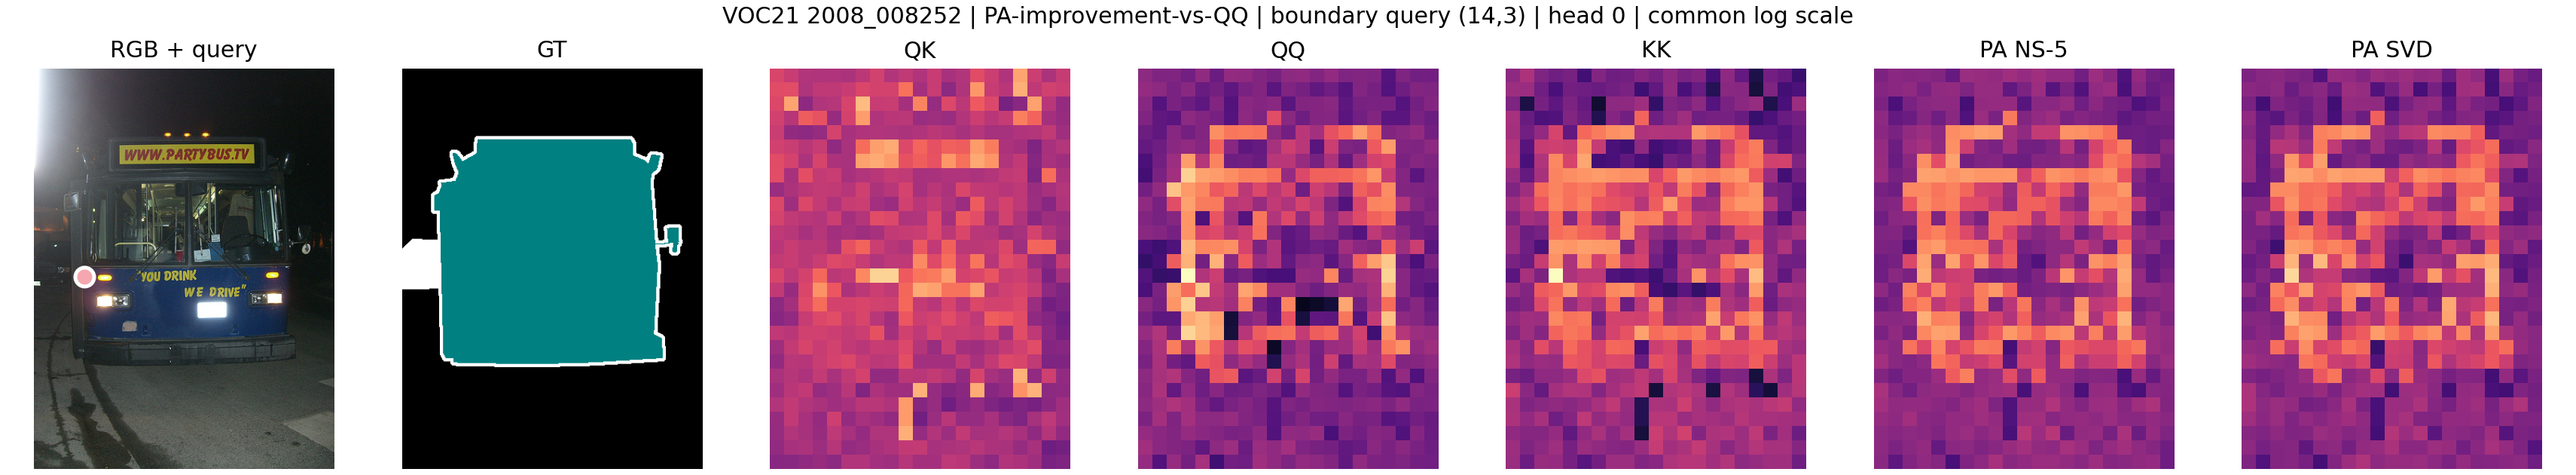 VOC21 2008_008252 | PA-improvement-vs-QQ | boundary query (14,3) | head 0 | common log scale
RGB + query
GT
QK
QQ
KK
PA NS-5
PA SVD
WWW.PARTYBUS.TV
"YOU DRINK
WE DRIVE"